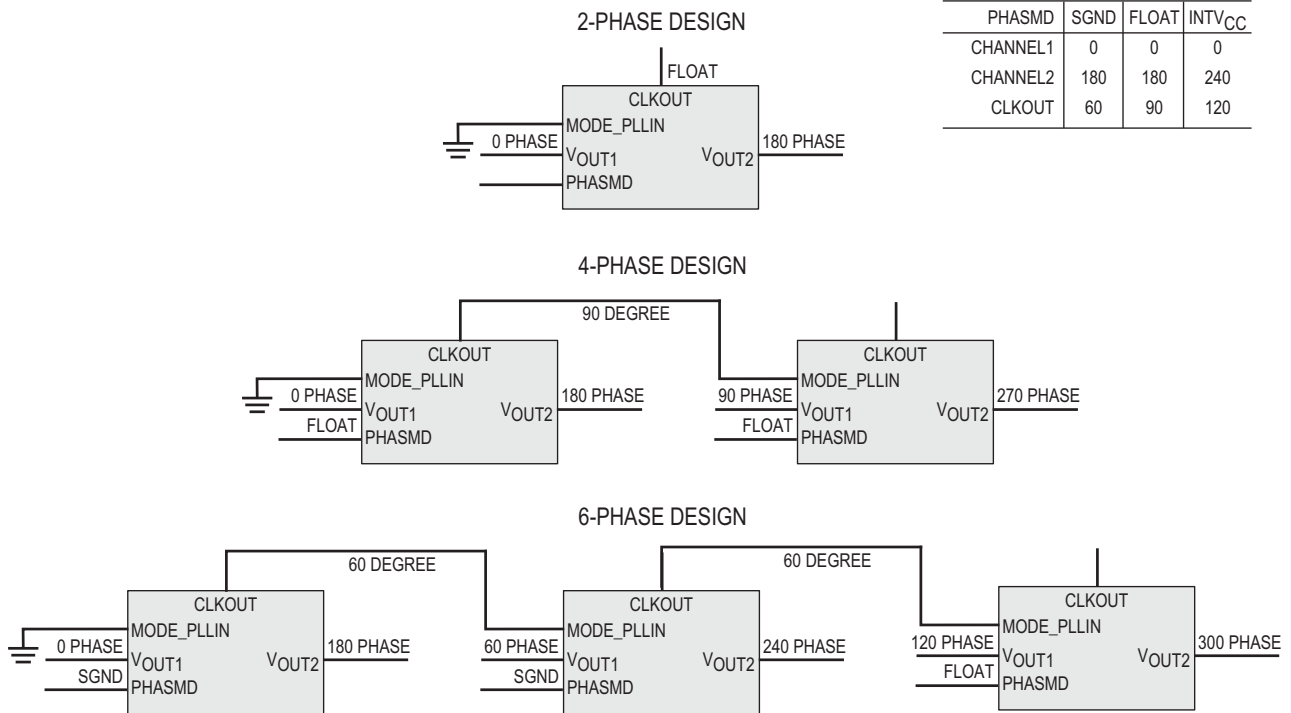 2-PHASE DESIGN
PHASMD SGND FLOAT INTVCC
CHANNEL1 0 0 0
CHANNEL2 180 180 240
CLKOUT 60 90 120
FLOAT
CLKOUT
MODE_PLLIN
0 PHASE
VOUT1
VOUT2
180 PHASE
PHASMD
4-PHASE DESIGN
90 DEGREE
CLKOUT
MODE_PLLIN
0 PHASE
VOUT1
VOUT2
180 PHASE
FLOAT
PHASMD
CLKOUT
MODE_PLLIN
90 PHASE
VOUT1
VOUT2
270 PHASE
FLOAT
PHASMD
6-PHASE DESIGN
60 DEGREE
60 DEGREE
CLKOUT
MODE_PLLIN
0 PHASE
VOUT1
VOUT2
180 PHASE
SGND
PHASMD
CLKOUT
MODE_PLLIN
60 PHASE
VOUT1
VOUT2
240 PHASE
SGND
PHASMD
CLKOUT
MODE_PLLIN
120 PHASE
VOUT1
VOUT2
300 PHASE
FLOAT
PHASMD